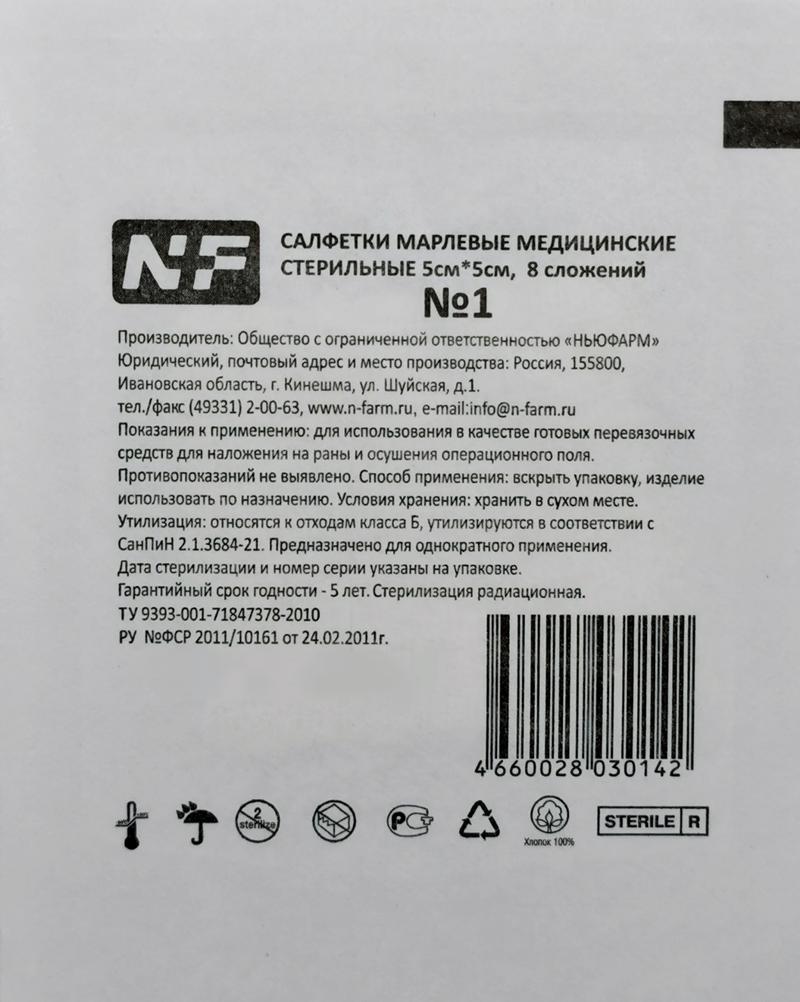 NF
САЛФЕТКИ МАРЛЕВЫЕ МЕДИЦИНСКИЕ
СТЕРИЛЬНЫЕ 5см*5см, 8 сложений
№1
Производитель: Общество с ограниченной ответственностью «НЬЮФАРМ»
Юридический, почтовый адрес и место производства: Россия, 155800,
Ивановская область, г. Кинешма, ул. Шуйская, д.1.
тел./факс (49331) 2-00-63, www.n-farm.ru, e-mail:info@n-farm.ru
Показания к применению: для использования в качестве готовых перевязочных
средств для наложения на раны и осушения операционного поля.
Противопоказаний не выявлено. Способ применения: вскрыть упаковку, изделие
использовать по назначению. Условия хранения: хранить в сухом месте.
Утилизация: относятся к отходам класса Б, утилизируются в соответствии с
СанПиН 2.1.3684-21. Предназначено для однократного применения.
Дата стерилизации и номер серии указаны на упаковке.
Гарантийный срок годности - 5 лет. Стерилизация радиационная.
ТУ 9393-001-71847378-2010
РУ №ФСР 2011/10161 от 24.02.2011г.
4 660028 030142
2
sterilize
РСТ
Хлопок 100%
STERILE R